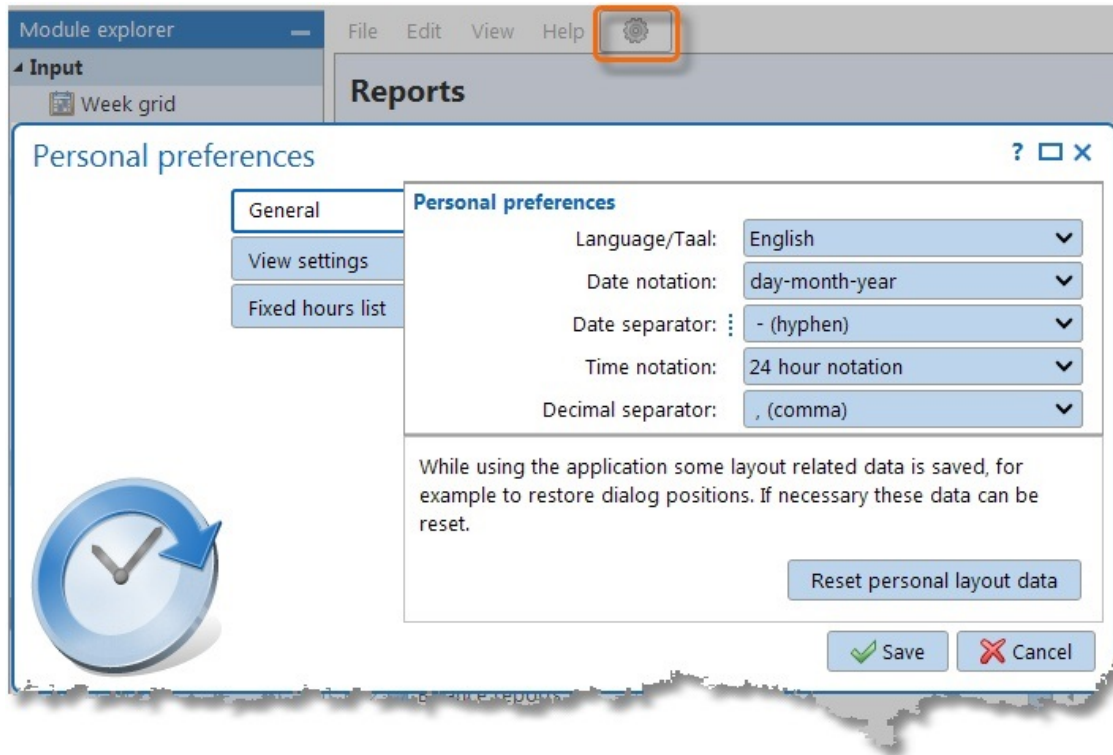 Module explorer
File Edit View Help
Input
Week grid
Reports
Personal preferences
?
General
View settings
Fixed hours list
Personal preferences
Language/Taal: English
Date notation: day-month-year
Date separator: - (hyphen)
Time notation: 24 hour notation
Decimal separator: , (comma)
While using the application some layout related data is saved, for
example to restore dialog positions. If necessary these data can be
reset.
Reset personal layout data
Save Cancel